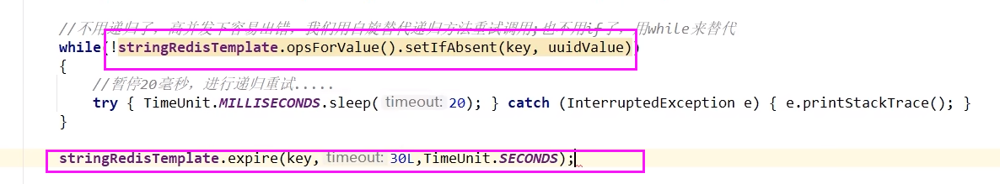 //不用递归了，高并发下容易出错，我们用自旋替代递归方法重试调用;也不用if了，用while来替代
while(!stringRedisTemplate.opsForValue().setIfAbsent(key, uuidValue))
{
//暂停20毫秒，进行递归重试.....
try { TimeUnit.MILLISECONDS.sleep( timeout: 20); } catch (InterruptedException e) { e.printStackTrace(); }
}
stringRedisTemplate.expire(key, timeout: 30L,TimeUnit.SECONDS);